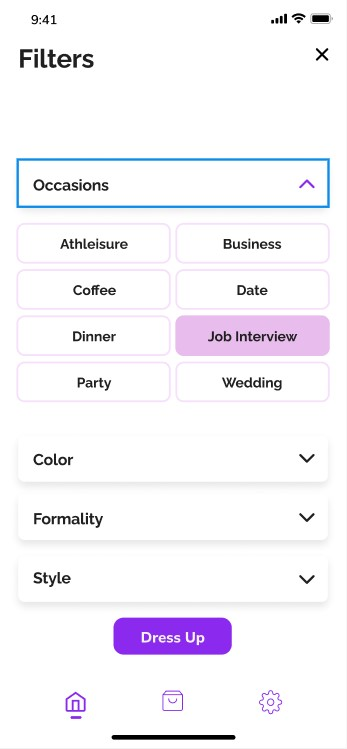 9:41
Filters
Occasions
Athleisure
Business
Coffee
Date
Dinner
Job Interview
Party
Wedding
Color
Formality
Style
Dress Up